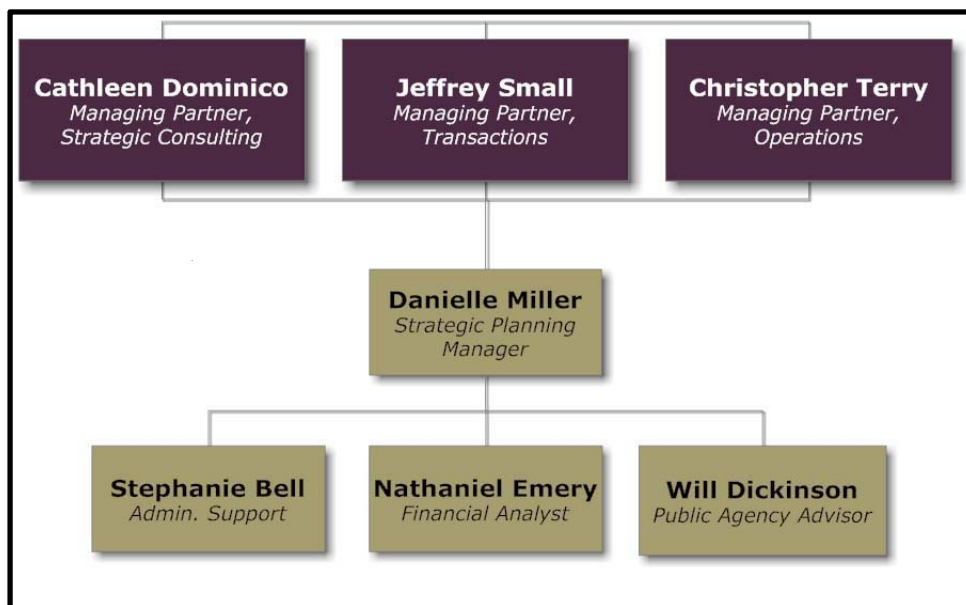 Cathleen Dominico
Managing Partner,
Strategic Consulting
Jeffrey Small
Managing Partner,
Transactions
Christopher Terry
Managing Partner,
Operations
Danielle Miller
Strategic Planning
Manager
Stephanie Bell
Admin. Support
Nathaniel Emery
Financial Analyst
Will Dickinson
Public Agency Advisor